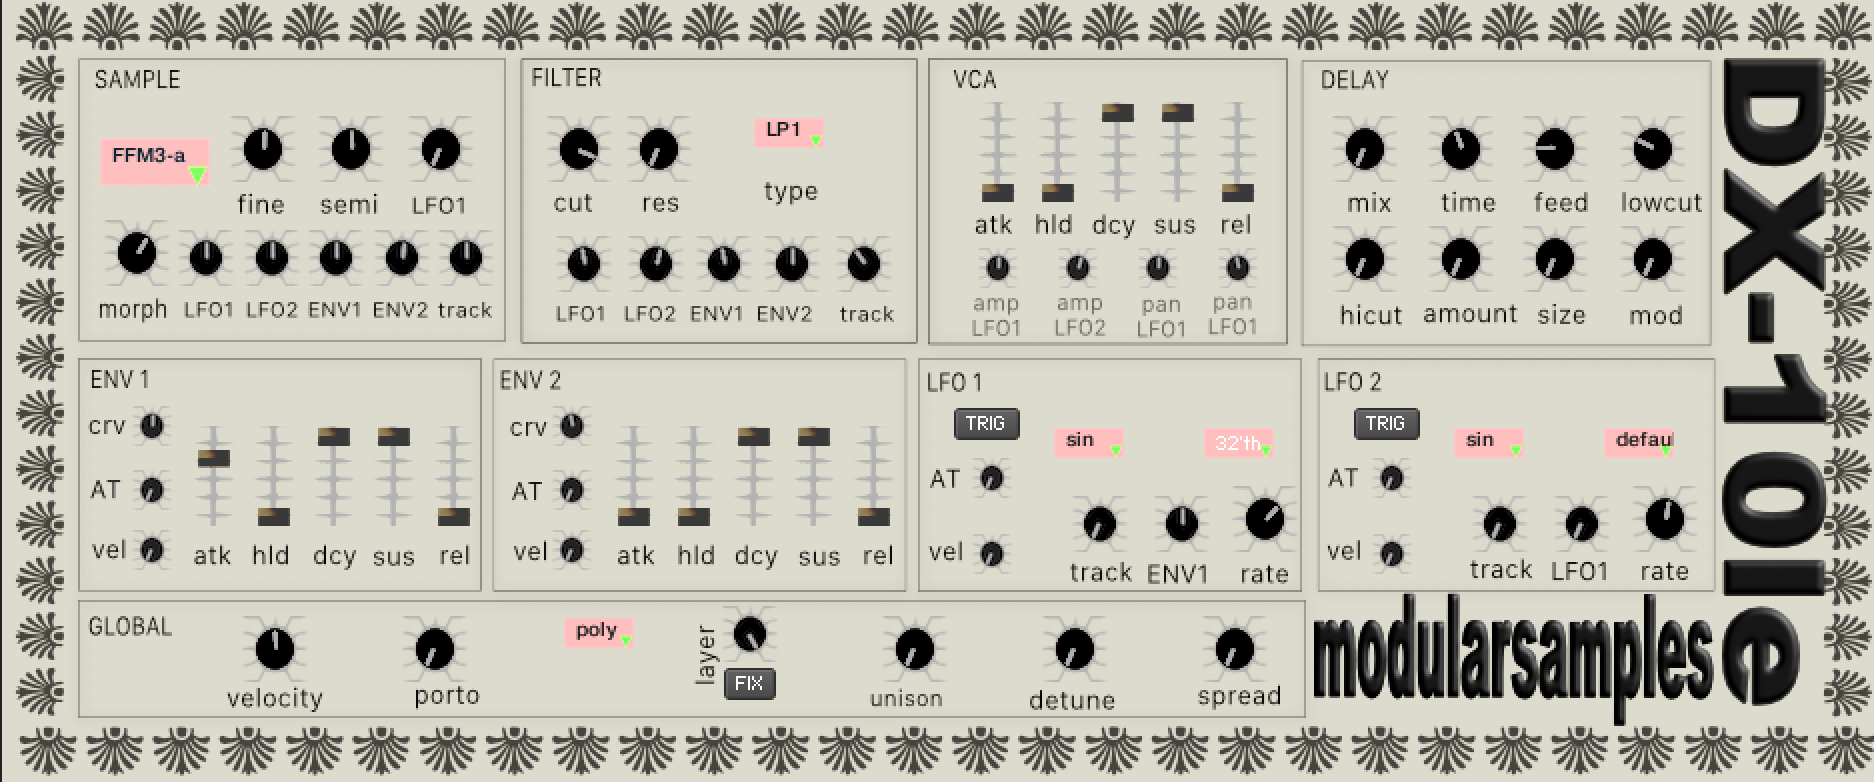 SAMPLE
FFM3-a
fine semi LFO1
morph LFO1 LFO2 ENV1 ENV2 track
FILTER
LP1
cut res type
LFO1 LFO2 ENV1 ENV2 track
VCA
atk hld dcy sus rel
amp amp pan pan
LFO1 LFO2 LFO1 LFO1
DELAY
mix time feed lowcut
hicut amount size mod
DX-10ie
ENV 1
crv
AT
vel
atk hld dcy sus rel
ENV 2
crv
AT
vel
atk hld dcy sus rel
LFO 1
TRIG
sin 32'th
AT
vel
track ENV1 rate
LFO 2
TRIG
sin defau
AT
vel
track LFO1 rate
GLOBAL
poly
layer
FIX
velocity porto unison detune spread
modularsamples